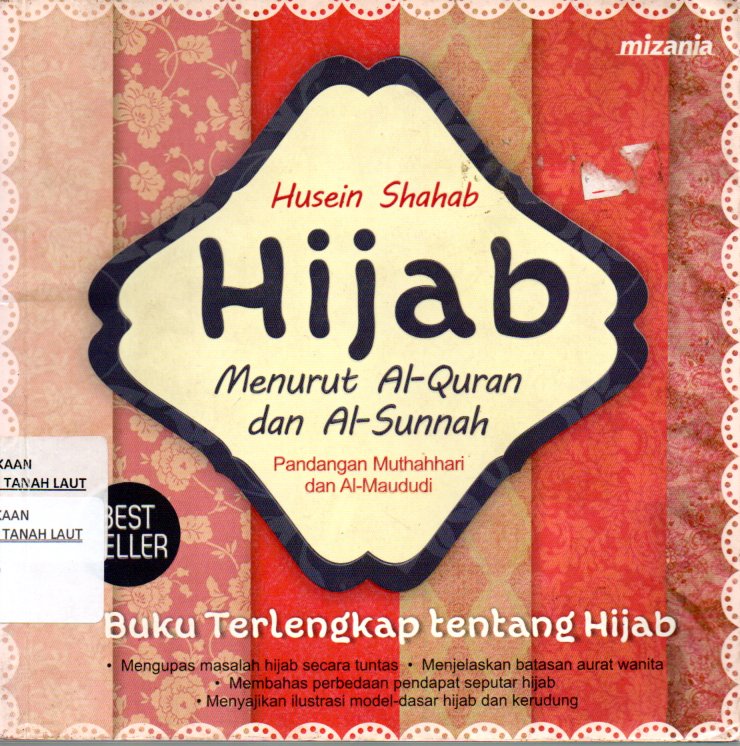 mizania
Husein Shahab
Hijab
Menurut Al-Quran
dan Al-Sunnah
Pandangan Muthahhari
dan Al-Maududi
KAAN
TANAH LAUT
KAAN
TANAH LAUT
BEST
ELLER
Buku Terlengkap tentang Hijab
• Mengupas masalah hijab secara tuntas • Menjelaskan batasan aurat wanita
• Membahas perbedaan pendapat seputar hijab
• Menyajikan ilustrasi model-dasar hijab dan kerudung